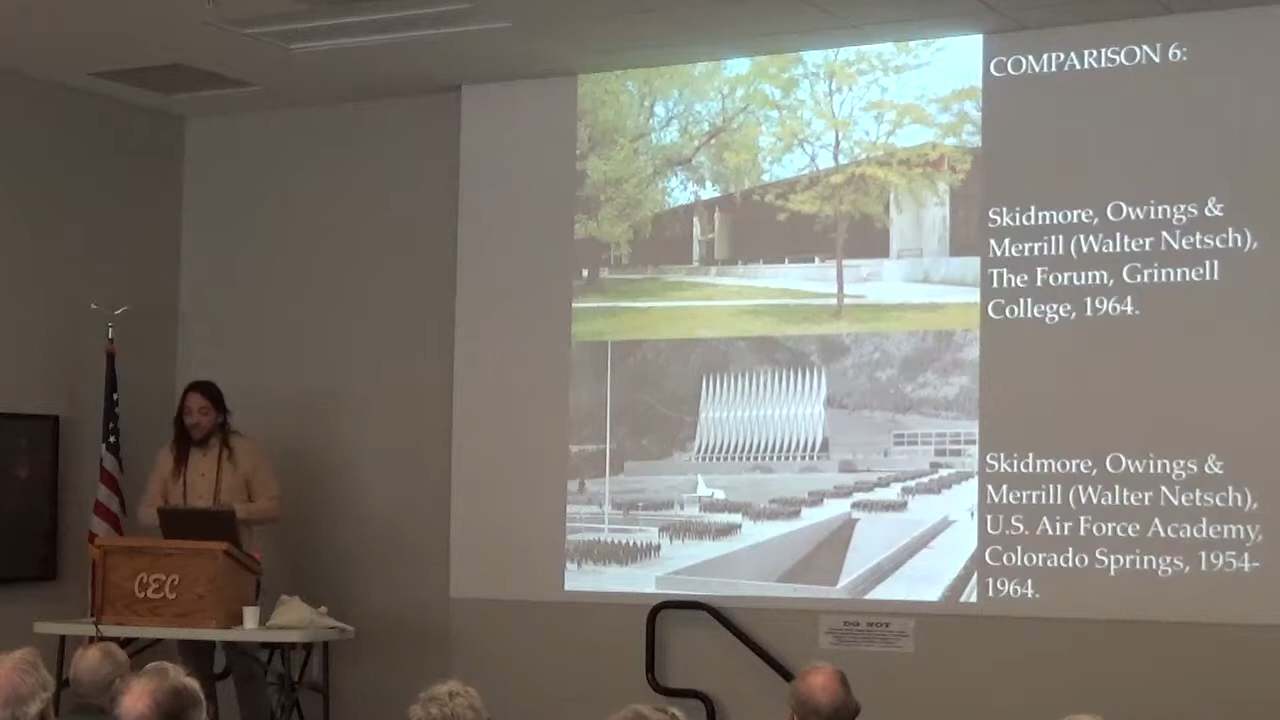 COMPARISON 6:
Skidmore, Owings &
Merrill (Walter Netsch),
The Forum, Grinnell
College, 1964.
Skidmore, Owings &
Merrill (Walter Netsch),
U.S. Air Force Academy,
Colorado Springs, 1954-
1964.
CEC
DO NOT